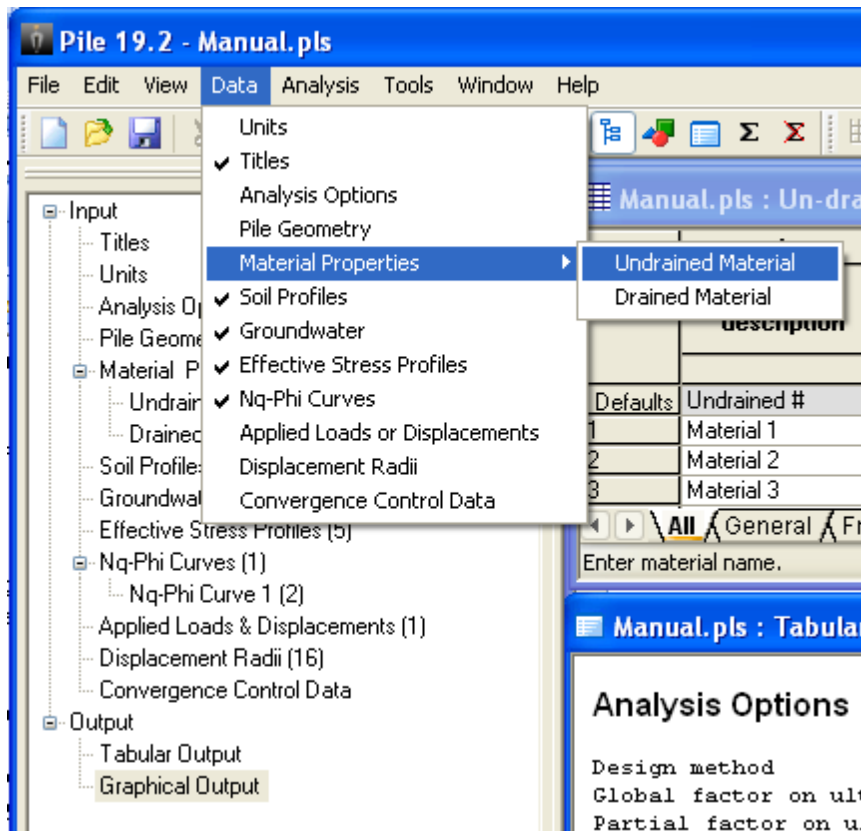 Pile 19.2 - Manual.pls
File Edit View Data Analysis Tools Window Help
Units
Titles
Analysis Options
Pile Geometry
Material Properties
Soil Profiles
Groundwater
Effective Stress Profiles
Nq-Phi Curves
Applied Loads or Displacements
Displacement Radii
Convergence Control Data
Undrained Material
Drained Material
Input
Titles
Units
Analysis
Pile
Material
Soil
Effective Stress Profiles (5)
Nq-Phi Curves (1)
Nq-Phi Curve 1 (2)
Applied Loads & Displacements (1)
Displacement Radii (16)
Convergence Control Data
Output
Tabular Output
Graphical Output
Manual.pls : Un-dra
description
Defaults Undrained #
1 Material 1
2 Material 2
3 Material 3
All General Fr
Enter material name.
Manual.pls : Tabular
Analysis Options
Design method
Global factor on ult
Partial factor on u